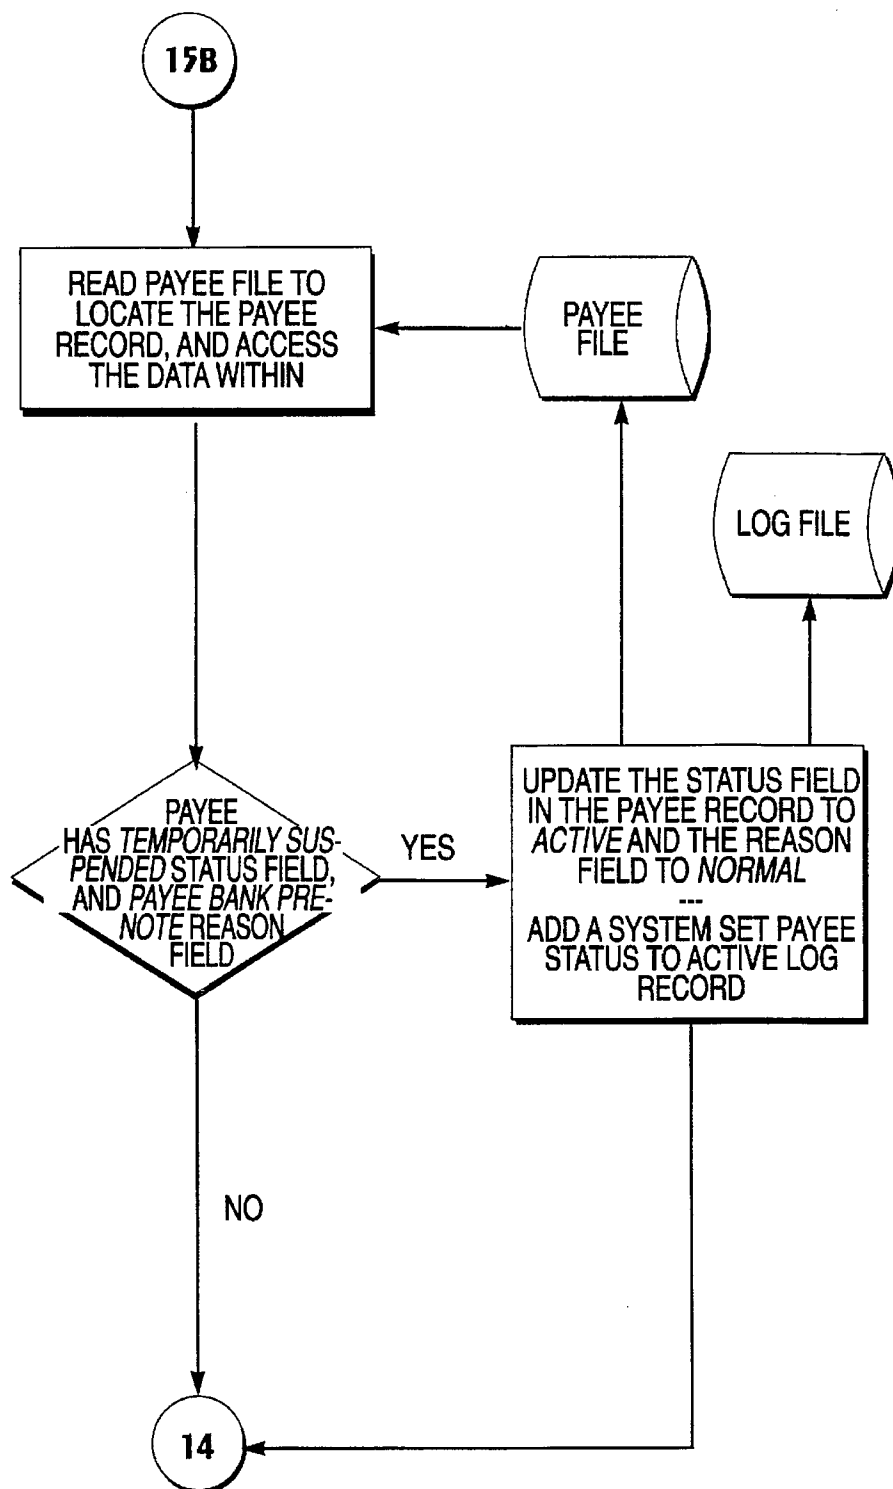 15B
READ PAYEE FILE TO
LOCATE THE PAYEE
RECORD, AND ACCESS
THE DATA WITHIN
PAYEE
FILE
LOG FILE
PAYEE
HAS TEMPORARILY SUS-
PENDED STATUS FIELD,
AND PAYEE BANK PRE-
NOTE REASON
FIELD
YES
UPDATE THE STATUS FIELD
IN THE PAYEE RECORD TO
ACTIVE AND THE REASON
FIELD TO NORMAL
---
ADD A SYSTEM SET PAYEE
STATUS TO ACTIVE LOG
RECORD
NO
14